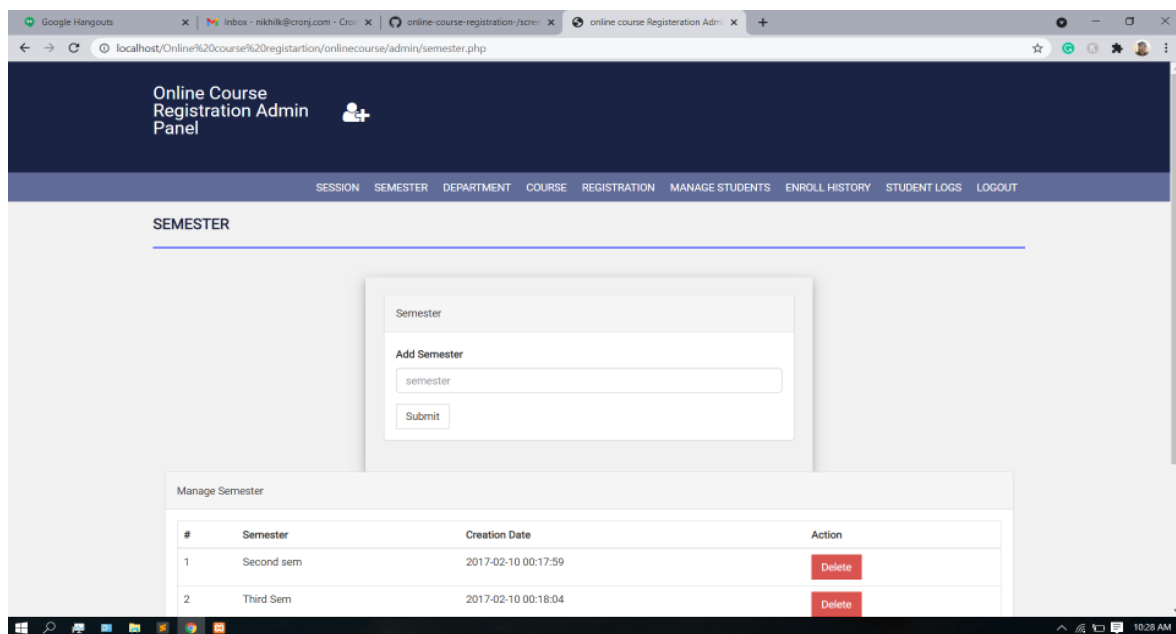 Google Hangouts
Inbox - nikhilk@cronj.com - Cron
online-course-registration-/scree
online course Registeration Adm
localhost/Online%20course%20registartion/onlinecourse/admin/semester.php
Online Course
Registration Admin
Panel
SESSION SEMESTER DEPARTMENT COURSE REGISTRATION MANAGE STUDENTS ENROLL HISTORY STUDENT LOGS LOGOUT
SEMESTER
Semester
Add Semester
semester
Submit
Manage Semester
# Semester Creation Date Action
1 Second sem 2017-02-10 00:17:59 Delete
2 Third Sem 2017-02-10 00:18:04 Delete
10:28 AM